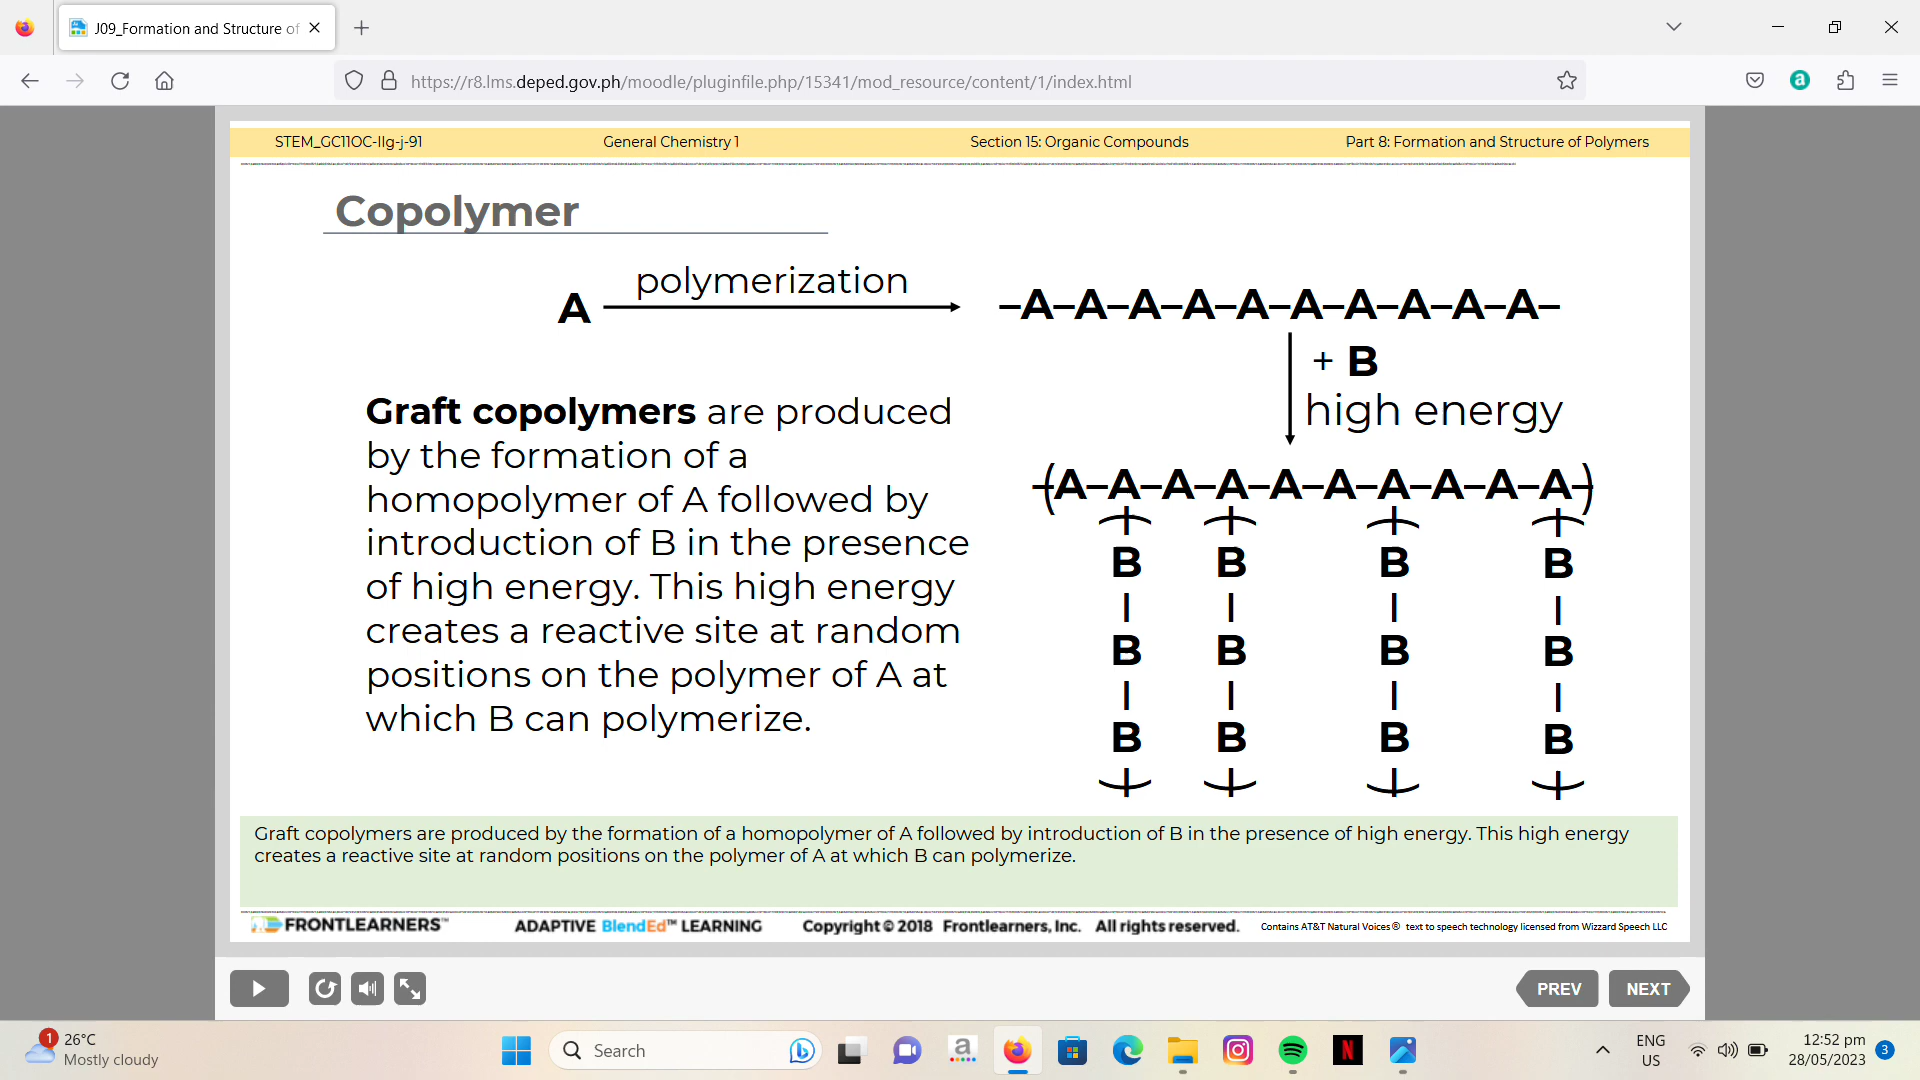 J09_Formation and Structure of
https://r8.lms.deped.gov.ph/moodle/pluginfile.php/15341/mod_resource/content/1/index.html
STEM_GC11OC-IIg-j-91 General Chemistry 1 Section 15: Organic Compounds Part 8: Formation and Structure of Polymers
Copolymer
polymerization
A –A–A–A–A–A–A–A–A–A–A–
+ B
high energy
Graft copolymers are produced
by the formation of a
homopolymer of A followed by
introduction of B in the presence
of high energy. This high energy
creates a reactive site at random
positions on the polymer of A at
which B can polymerize.
–(A–A–A–A–A–A–A–A–A–A–)
B B B B
B B B B
B B B B
Graft copolymers are produced by the formation of a homopolymer of A followed by introduction of B in the presence of high energy. This high energy
creates a reactive site at random positions on the polymer of A at which B can polymerize.
FRONTLEARNERS™ ADAPTIVE BlendEd™ LEARNING Copyright © 2018 Frontlearners, Inc. All rights reserved. Contains AT&T Natural Voices® text to speech technology licensed from Wizzard Speech LLC
PREV NEXT
1 26°C
Mostly cloudy
Search
a
N
ENG
US
12:52 pm
28/05/2023
3